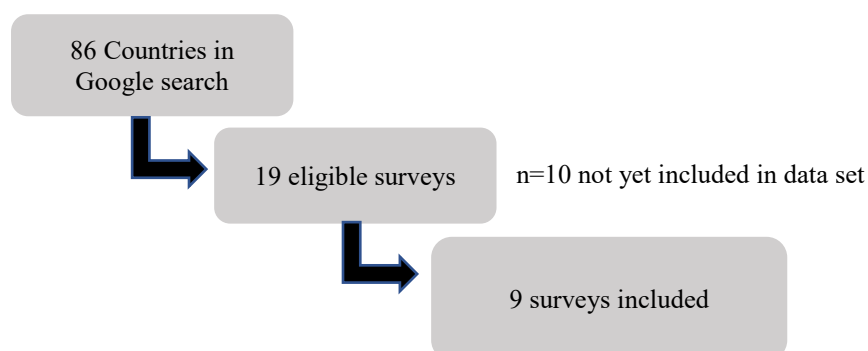 86 Countries in
Google search
19 eligible surveys
n=10 not yet included in data set
9 surveys included